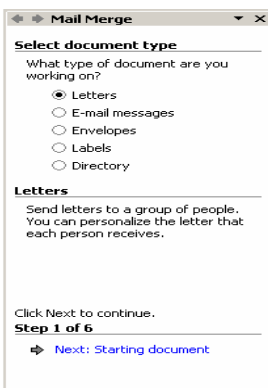 Mail Merge
Select document type
What type of document are you
working on?
Letters
E-mail messages
Envelopes
Labels
Directory
Letters
Send letters to a group of people.
You can personalize the letter that
each person receives.
Click Next to continue.
Step 1 of 6
Next: Starting document